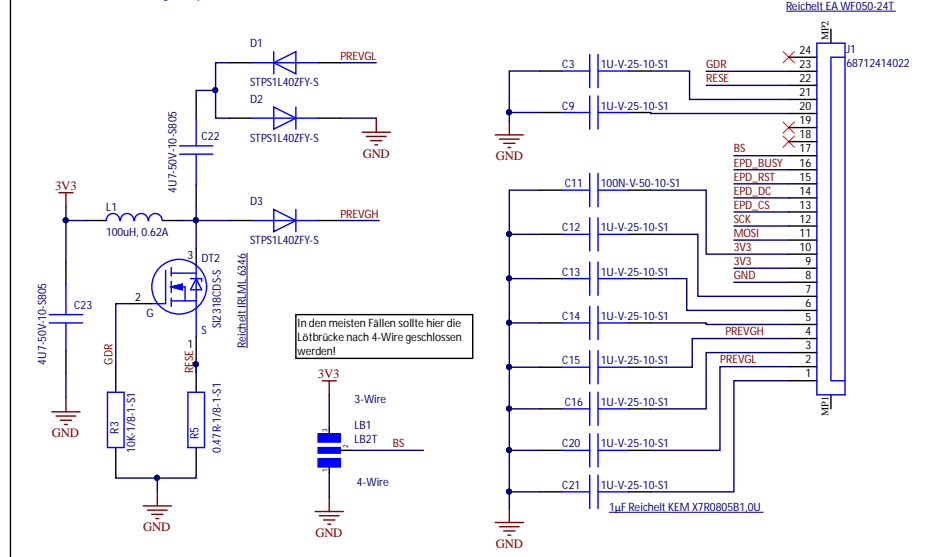 Reichelt EA WF050-24T
D1
PREVGL
STPS1L40ZFY-S
D2
STPS1L40ZFY-S
GND
C22
4U7-50V-10-S805
3V3
L1
100uH, 0.62A
D3
PREVGH
STPS1L40ZFY-S
3
DT2
SI2318CDS-S
Reichelt IRLML 6346
2
G
S
1
C23
4U7-50V-10-S805
GDR
RESE
GND
R3
10K-1/8-1-S1
R5
0.47R-1/8-1-S1
GND
In den meisten Fällen sollte hier die
Lötbrücke nach 4-Wire geschlossen
werden!
3V3
3-Wire
LB1
LB2T
3
2
1
BS
4-Wire
GND
C3 1U-V-25-10-S1
C9 1U-V-25-10-S1
GND
C11 100N-V-50-10-S1
C12 1U-V-25-10-S1
C13 1U-V-25-10-S1
C14 1U-V-25-10-S1
C15 1U-V-25-10-S1
C16 1U-V-25-10-S1
C20 1U-V-25-10-S1
C21 1U-V-25-10-S1
1µF Reichelt KEM X7R0805B1,0U
GND
MP2
J1
68712414022
24
GDR 23
RESE 22
21
20
19
18
BS 17
EPD_BUSY 16
EPD_RST 15
EPD_DC 14
EPD_CS 13
SCK 12
MOSI 11
3V3 10
3V3 9
GND 8
7
6
5
PREVGH 4
3
PREVGL 2
1
MP1